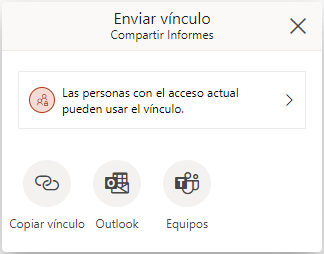 Enviar vínculo
Compartir Informes
Las personas con el acceso actual
pueden usar el vínculo.
Copiar vínculo Outlook Equipos